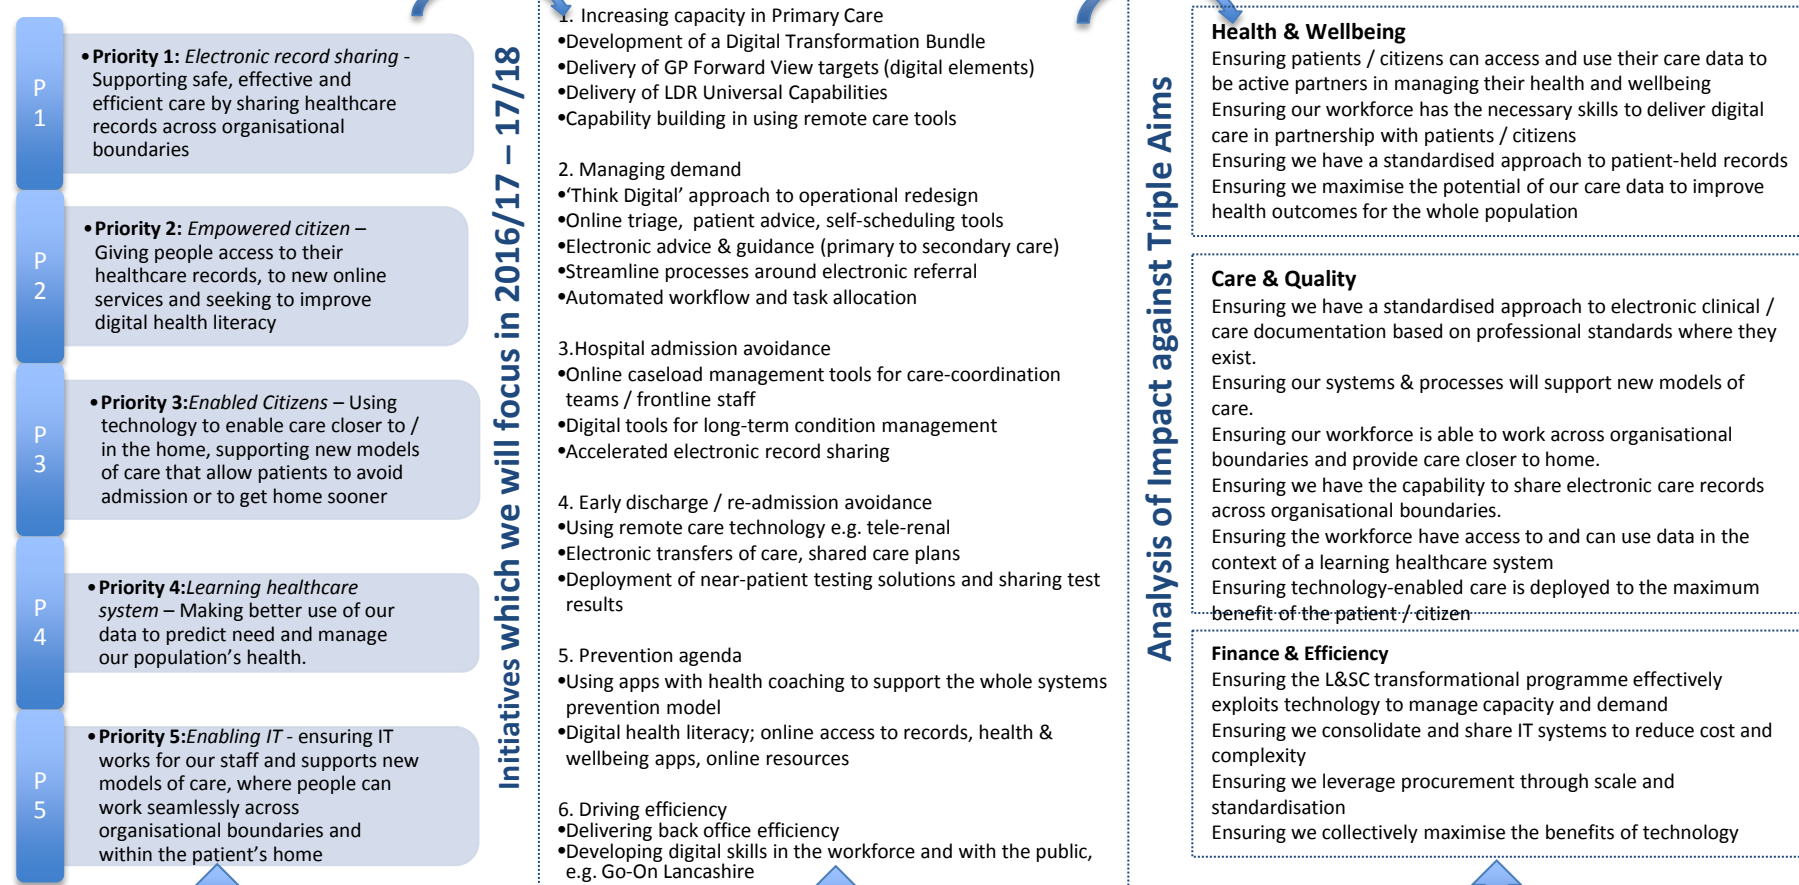 P
1
•Priority 1: Electronic record sharing -
Supporting safe, effective and
efficient care by sharing healthcare
records across organisational
boundaries
P
2
•Priority 2: Empowered citizen –
Giving people access to their
healthcare records, to new online
services and seeking to improve
digital health literacy
P
3
•Priority 3:Enabled Citizens – Using
technology to enable care closer to /
in the home, supporting new models
of care that allow patients to avoid
admission or to get home sooner
P
4
•Priority 4:Learning healthcare
system – Making better use of our
data to predict need and manage
our population’s health.
P
5
•Priority 5:Enabling IT - ensuring IT
works for our staff and supports new
models of care, where people can
work seamlessly across
organisational boundaries and
within the patient’s home
Initiatives which we will focus in 2016/17 – 17/18
1. Increasing capacity in Primary Care
•Development of a Digital Transformation Bundle
•Delivery of GP Forward View targets (digital elements)
•Delivery of LDR Universal Capabilities
•Capability building in using remote care tools
2. Managing demand
•‘Think Digital’ approach to operational redesign
•Online triage, patient advice, self-scheduling tools
•Electronic advice & guidance (primary to secondary care)
•Streamline processes around electronic referral
•Automated workflow and task allocation
3.Hospital admission avoidance
•Online caseload management tools for care-coordination
teams / frontline staff
•Digital tools for long-term condition management
•Accelerated electronic record sharing
4. Early discharge / re-admission avoidance
•Using remote care technology e.g. tele-renal
•Electronic transfers of care, shared care plans
•Deployment of near-patient testing solutions and sharing test
results
5. Prevention agenda
•Using apps with health coaching to support the whole systems
prevention model
•Digital health literacy; online access to records, health &
wellbeing apps, online resources
6. Driving efficiency
•Delivering back office efficiency
•Developing digital skills in the workforce and with the public,
e.g. Go-On Lancashire
Analysis of Impact against Triple Aims
Health & Wellbeing
Ensuring patients / citizens can access and use their care data to
be active partners in managing their health and wellbeing
Ensuring our workforce has the necessary skills to deliver digital
care in partnership with patients / citizens
Ensuring we have a standardised approach to patient-held records
Ensuring we maximise the potential of our care data to improve
health outcomes for the whole population
Care & Quality
Ensuring we have a standardised approach to electronic clinical /
care documentation based on professional standards where they
exist.
Ensuring our systems & processes will support new models of
care.
Ensuring our workforce is able to work across organisational
boundaries and provide care closer to home.
Ensuring we have the capability to share electronic care records
across organisational boundaries.
Ensuring the workforce have access to and can use data in the
context of a learning healthcare system
Ensuring technology-enabled care is deployed to the maximum
benefit of the patient / citizen
Finance & Efficiency
Ensuring the L&SC transformational programme effectively
exploits technology to manage capacity and demand
Ensuring we consolidate and share IT systems to reduce cost and
complexity
Ensuring we leverage procurement through scale and
standardisation
Ensuring we collectively maximise the benefits of technology